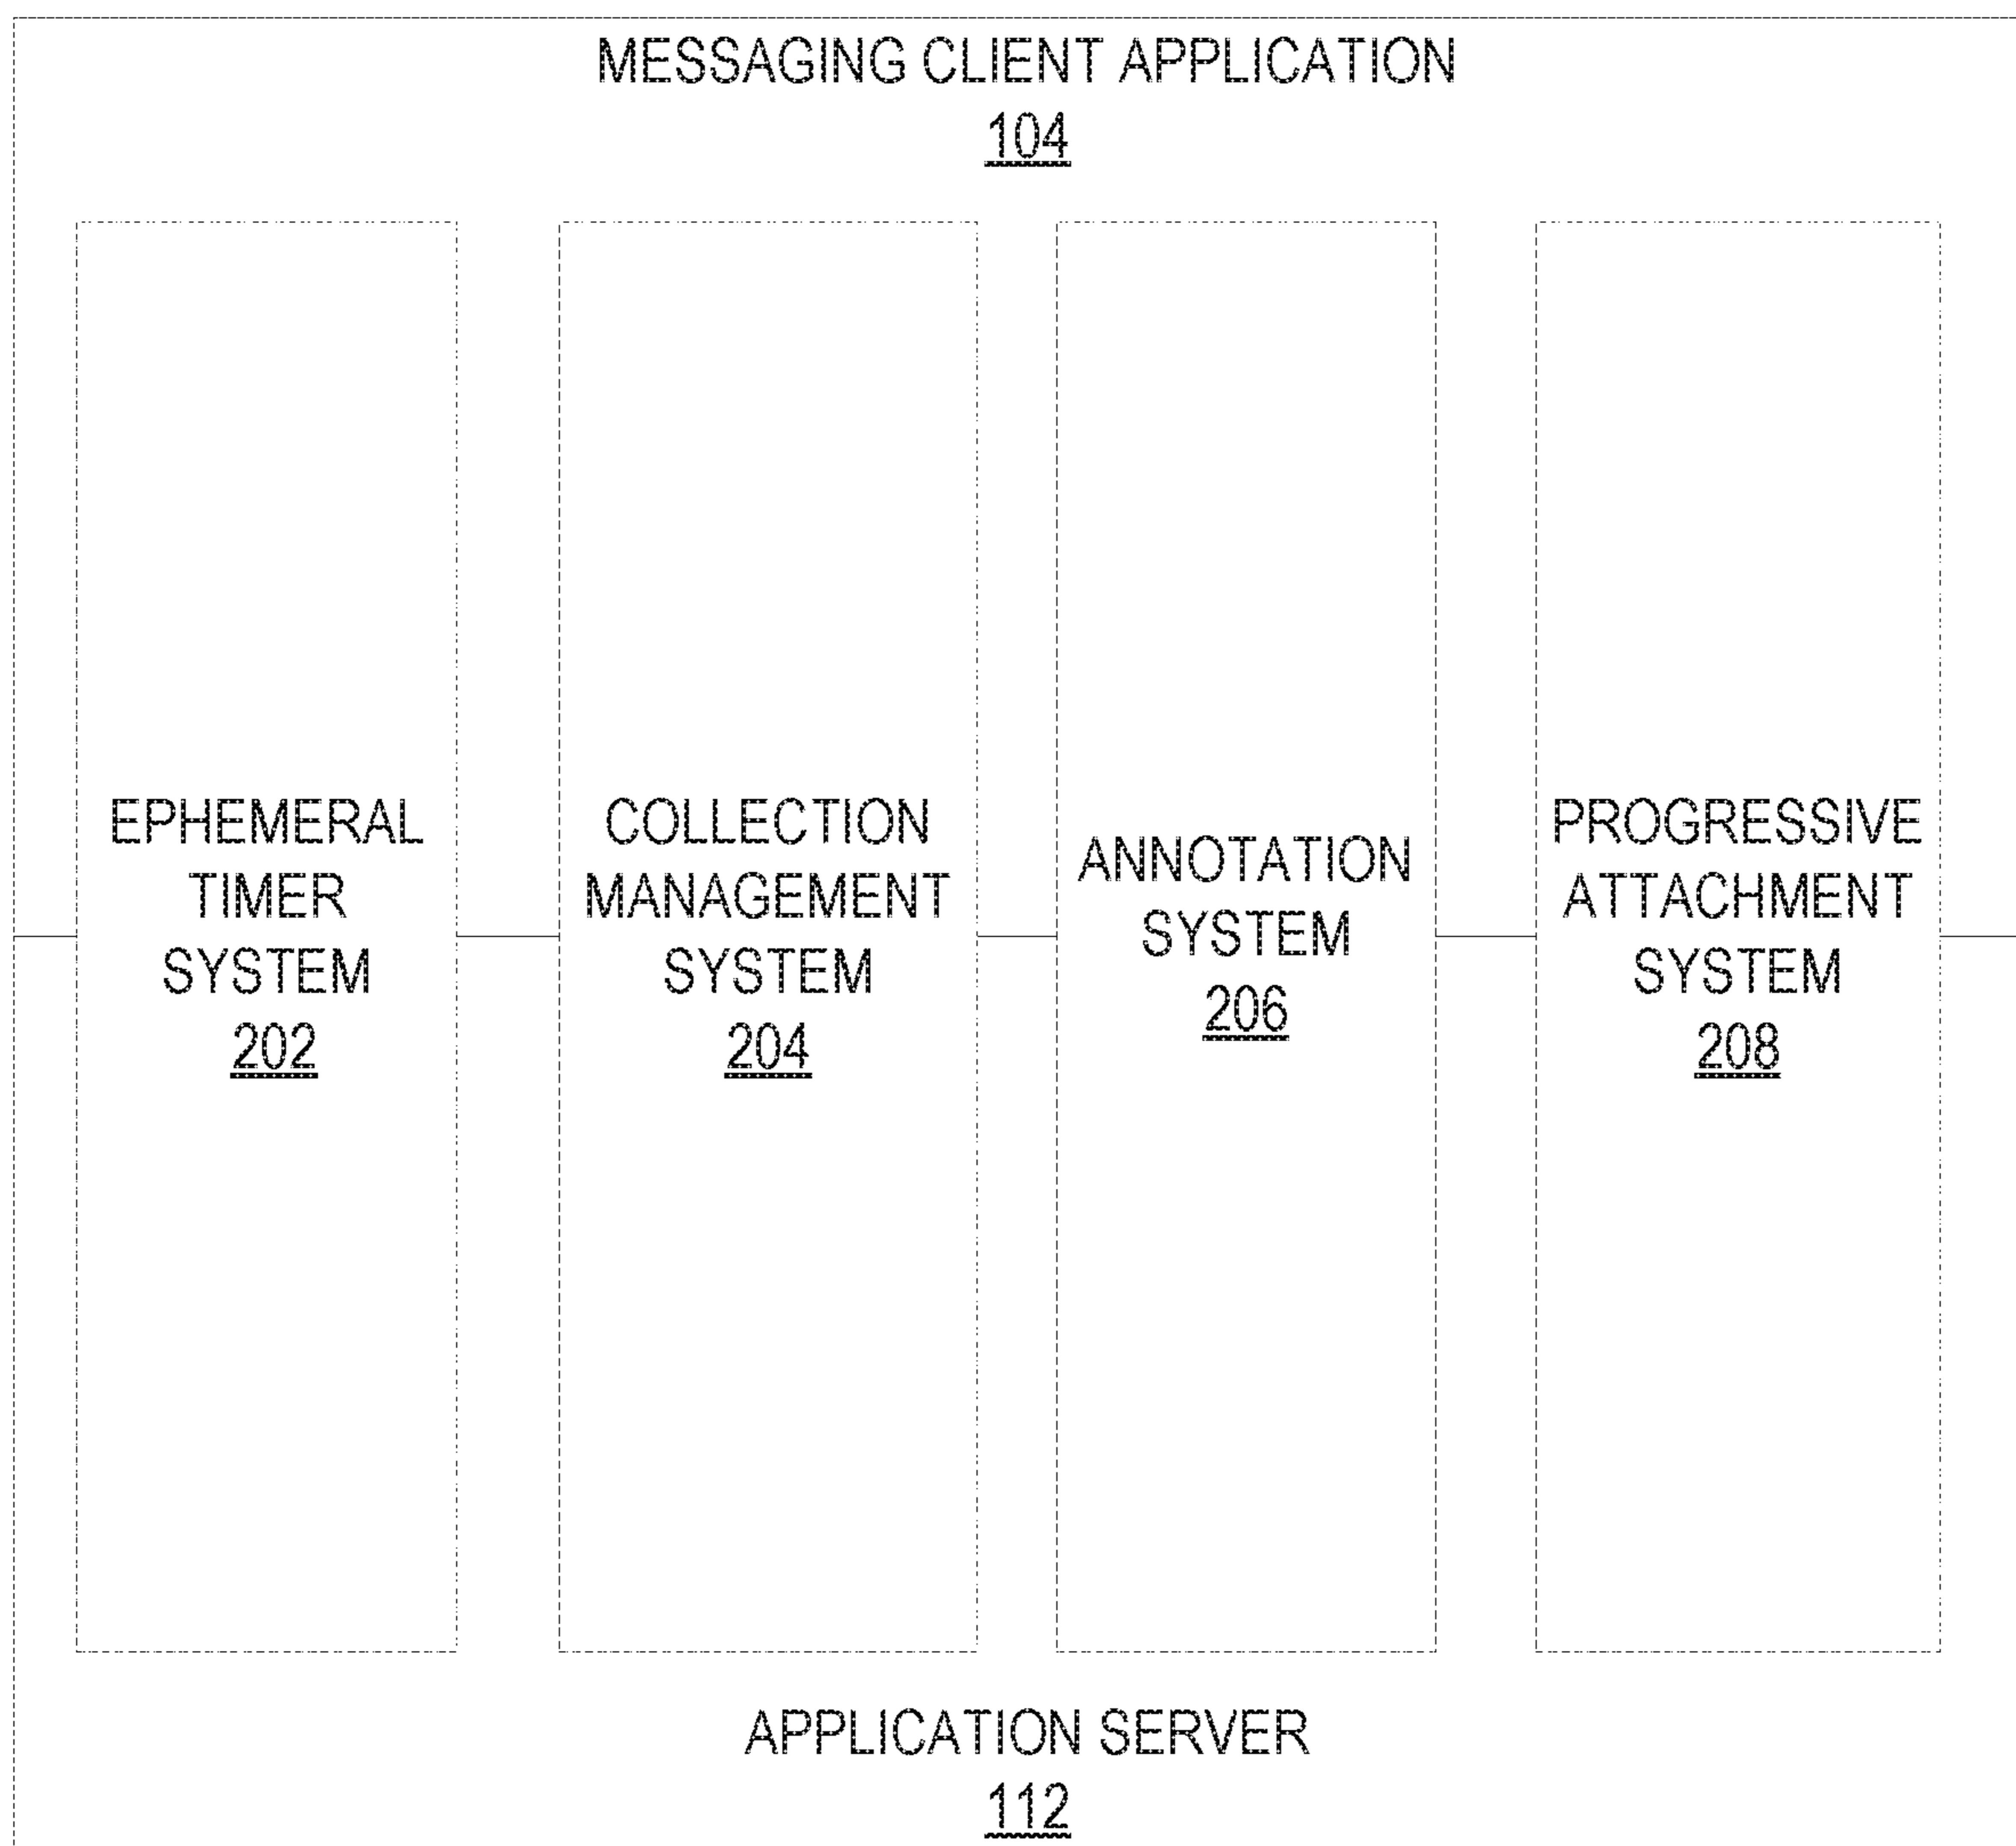 MESSAGING CLIENT APPLICATION
104
EPHEMERAL
TIMER
SYSTEM
202
COLLECTION
MANAGEMENT
SYSTEM
204
ANNOTATION
SYSTEM
206
PROGRESSIVE
ATTACHMENT
SYSTEM
208
APPLICATION SERVER
112